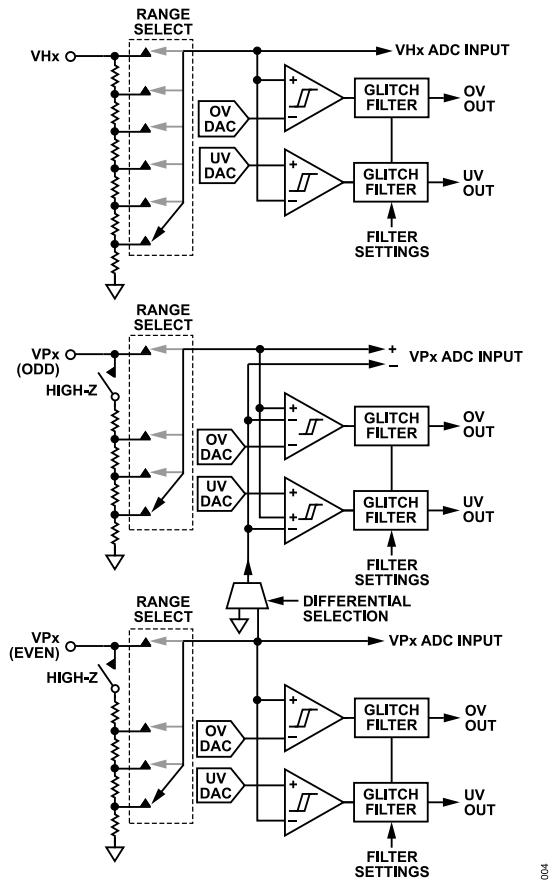 RANGE
SELECT
VHx
VHx ADC INPUT
+
−
OV
DAC
GLITCH
FILTER
OV
OUT
UV
DAC
+
−
GLITCH
FILTER
UV
OUT
FILTER
SETTINGS
RANGE
SELECT
VPx
(ODD)
HIGH-Z
+
−
VPx ADC INPUT
+
−
−
OV
DAC
GLITCH
FILTER
OV
OUT
UV
DAC
+
+
−
GLITCH
FILTER
UV
OUT
FILTER
SETTINGS
DIFFERENTIAL
SELECTION
RANGE
SELECT
VPx
(EVEN)
HIGH-Z
VPx ADC INPUT
+
−
OV
DAC
GLITCH
FILTER
OV
OUT
UV
DAC
+
−
GLITCH
FILTER
UV
OUT
FILTER
SETTINGS
004